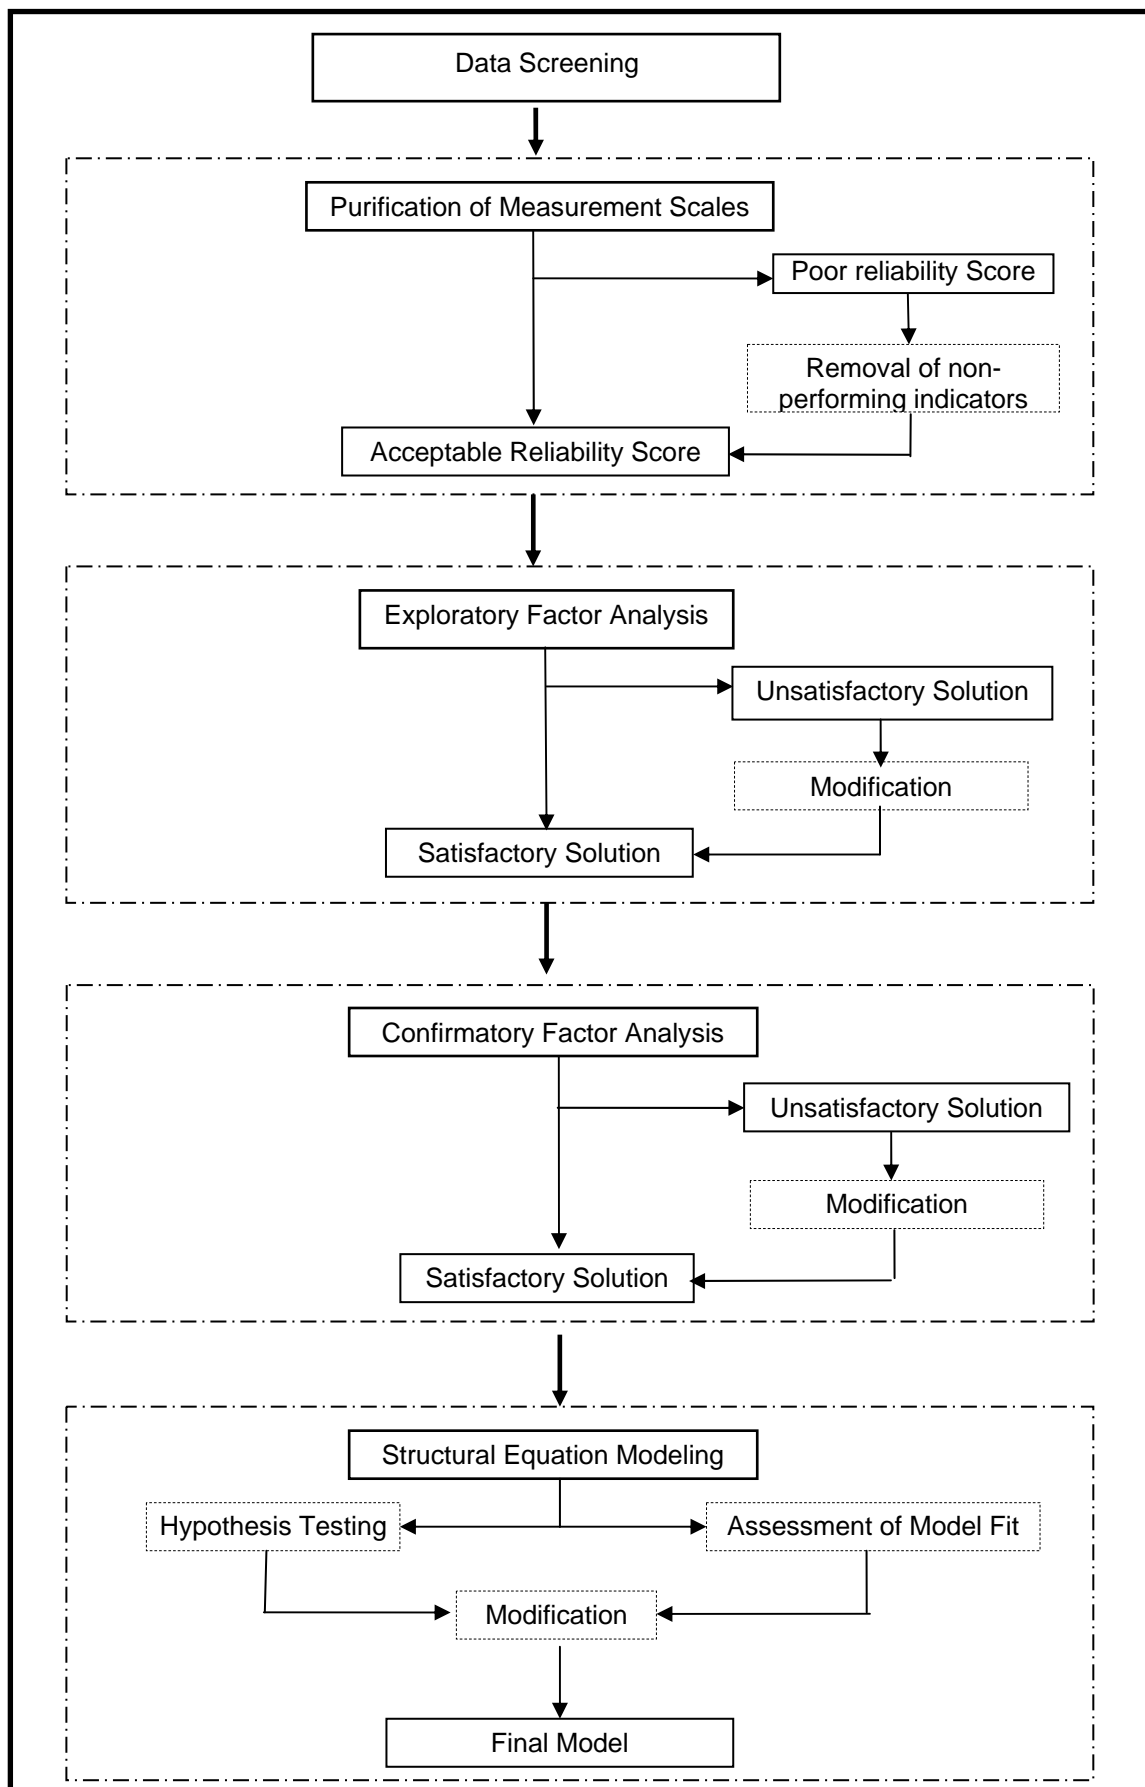 Data Screening
Purification of Measurement Scales
Poor reliability Score
Removal of non-
performing indicators
Acceptable Reliability Score
Exploratory Factor Analysis
Unsatisfactory Solution
Modification
Satisfactory Solution
Confirmatory Factor Analysis
Unsatisfactory Solution
Modification
Satisfactory Solution
Structural Equation Modeling
Hypothesis Testing
Assessment of Model Fit
Modification
Final Model